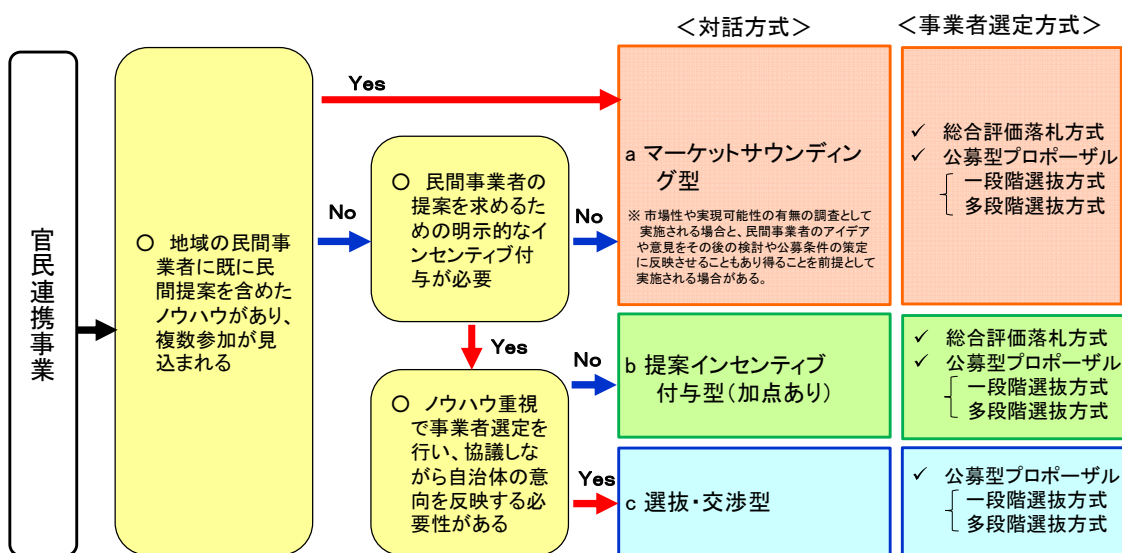 <対話方式>
<事業者選定方式>
官民連携事業
○ 地域の民間事
業者に既に民
間提案を含めた
ノウハウがあり、
複数参加が見
込まれる
Yes
No
○ 民間事業者の
提案を求めるた
めの明示的なイ
ンセンティブ付
与が必要
No
Yes
○ ノウハウ重視
で事業者選定を
行い、協議しな
がら自治体の意
向を反映する必
要性がある
No
Yes
a マーケットサウンディン
グ型
※ 市場性や実現可能性の有無の調査として
実施される場合と、民間事業者のアイデア
や意見をその後の検討や公募条件の策定
に反映させることもあり得ることを前提として
実施される場合がある。
✓ 総合評価落札方式
✓ 公募型プロポーザル
一段階選抜方式
多段階選抜方式
b 提案インセンティブ
付与型(加点あり)
✓ 総合評価落札方式
✓ 公募型プロポーザル
一段階選抜方式
多段階選抜方式
c 選抜・交渉型
✓ 公募型プロポーザル
一段階選抜方式
多段階選抜方式